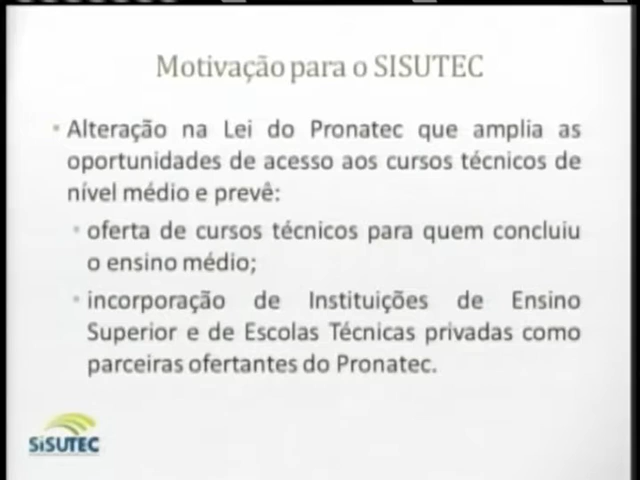 Motivação para o SISUTEC
• Alteração na Lei do Pronatec que amplia as
oportunidades de acesso aos cursos técnicos de
nível médio e prevê:
• oferta de cursos técnicos para quem concluiu
o ensino médio;
• incorporação de Instituições de Ensino
Superior e de Escolas Técnicas privadas como
parceiras ofertantes do Pronatec.
SiSUTEC